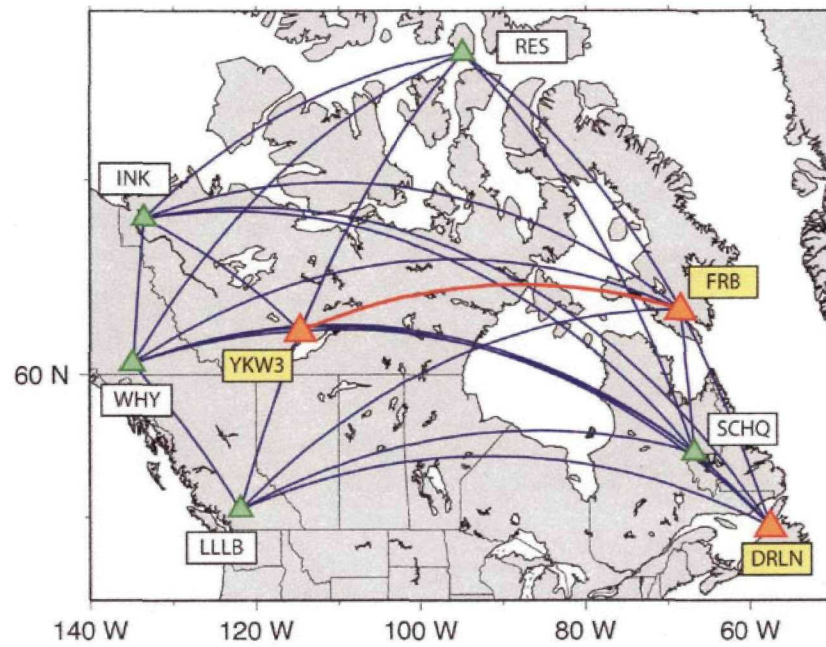 RES
INK
FRB
YKW3
60 N
WHY
SCHQ
LLLB
DRLN
140 W
120 W
100 W
80 W
60 W